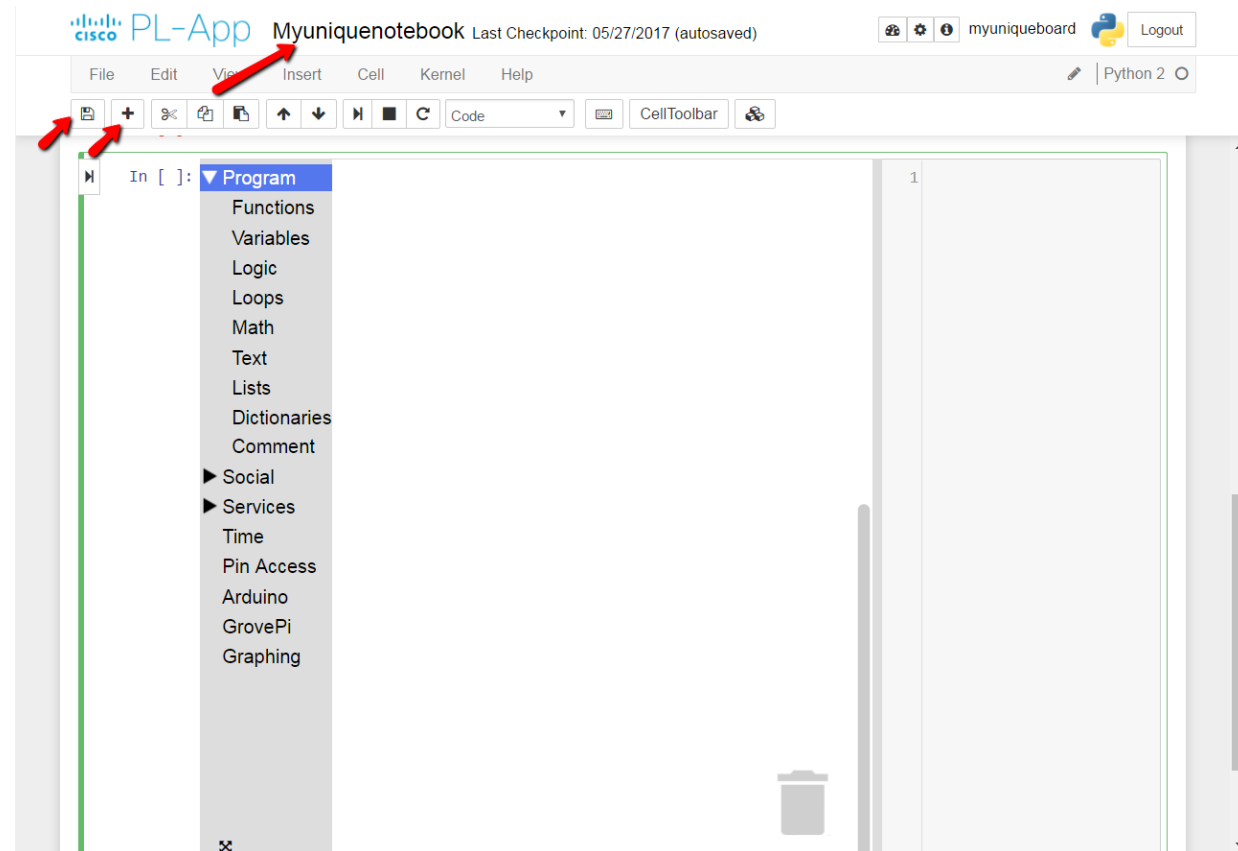 cisco PL-App Myuniquenotebook Last Checkpoint: 05/27/2017 (autosaved) myuniqueboard Logout
File Edit View Insert Cell Kernel Help Python 2
Code CellToolbar
In [ ]: Program 1
Functions
Variables
Logic
Loops
Math
Text
Lists
Dictionaries
Comment
Social
Services
Time
Pin Access
Arduino
GrovePi
Graphing